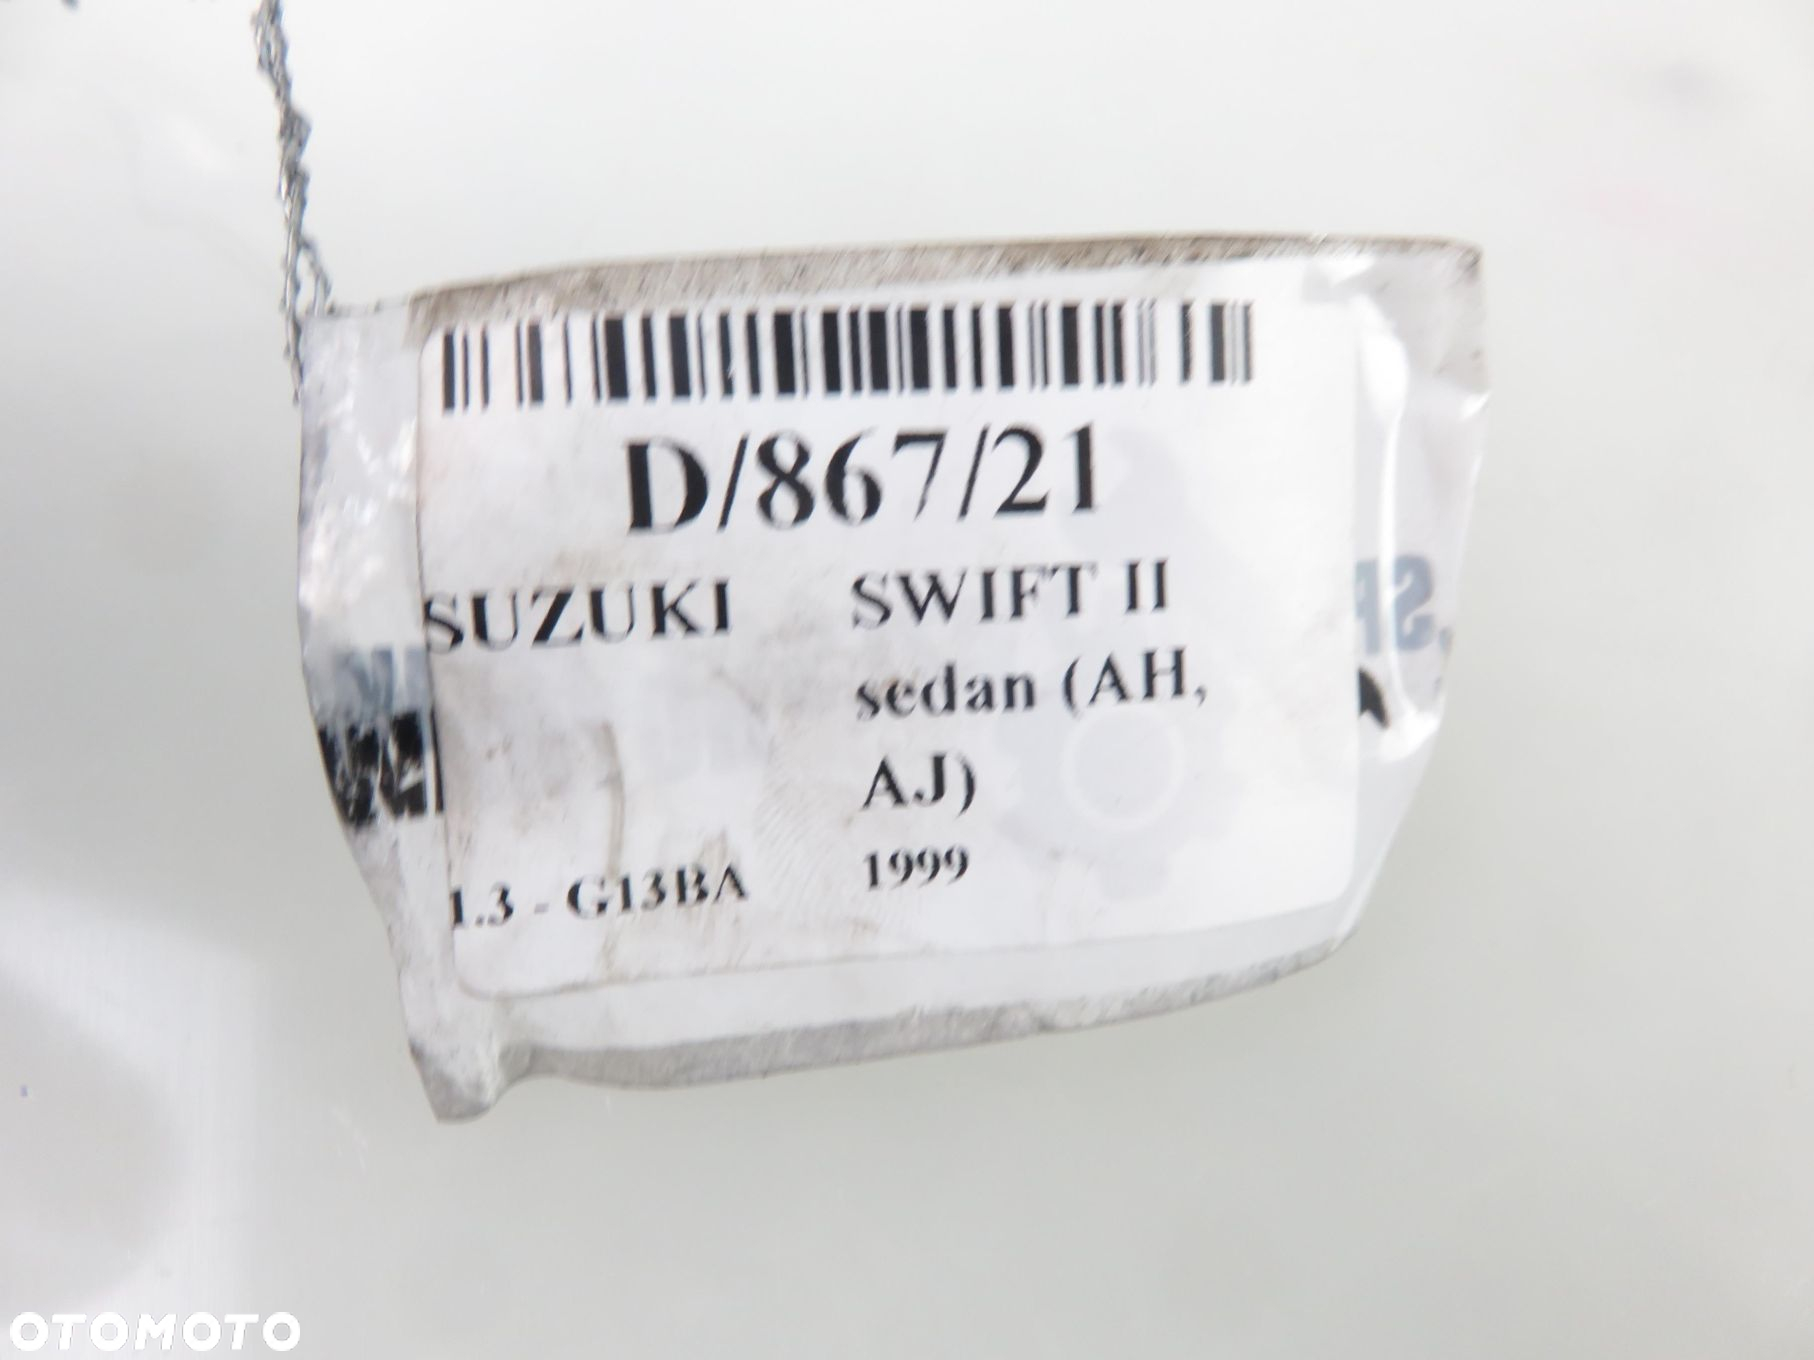 D/867/21
SUZUKI SWIFT II
sedan (AH,
AJ)
1.3 - G13BA 1999
OTOMOTO